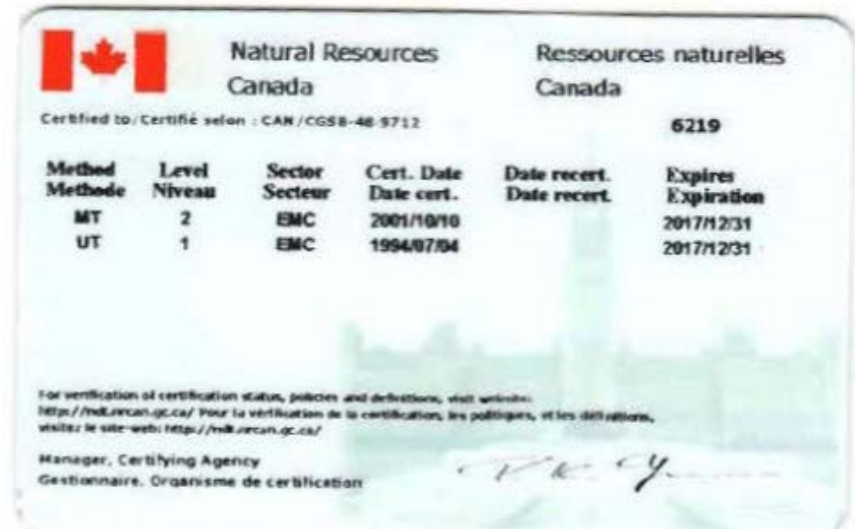 Natural Resources
Canada
Ressources naturelles
Canada
Certified to/Certifié selon : CAN/CGSB-48-9712
6219
Method Level Sector Cert. Date Date recert. Expires
Methode Niveau Secteur Date cert. Date recert. Expiration
MT 2 EMC 2001/10/10 2017/12/31
UT 1 EMC 1994/07/04 2017/12/31
For verification of certification status, policies and definitions, visit website:
http://ndt.nrcan.gc.ca/ Pour la vérification de la certification, les politiques, et les définitions,
visitez le site-web: http://ndt.nrcan.gc.ca/
Manager, Certifying Agency
Gestionnaire, Organisme de certification